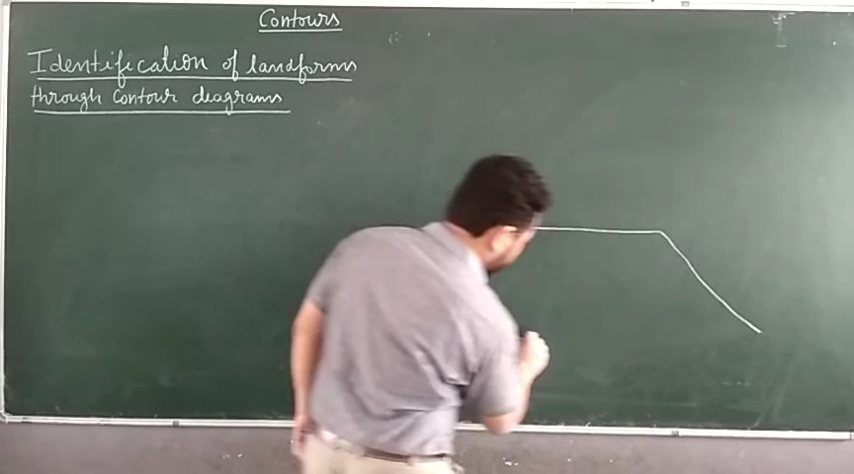 Contours
Identification of landforms
through Contour diagrams